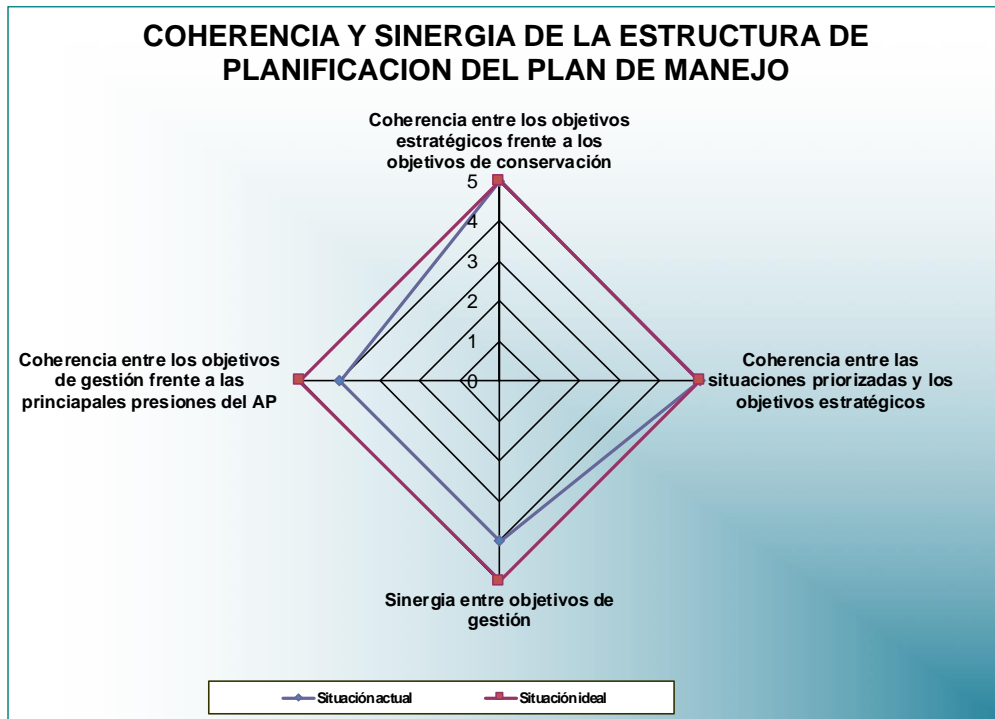 COHERENCIA Y SINERGIA DE LA ESTRUCTURA DE
PLANIFICACION DEL PLAN DE MANEJO
Coherencia entre los objetivos
estratégicos frente a los
objetivos de conservación
5
4
3
2
1
0
Coherencia entre los objetivos
de gestión frente a las
princiapales presiones del AP
Coherencia entre las
situaciones priorizadas y los
objetivos estratégicos
Sinergia entre objetivos de
gestión
Situación actual
Situación ideal